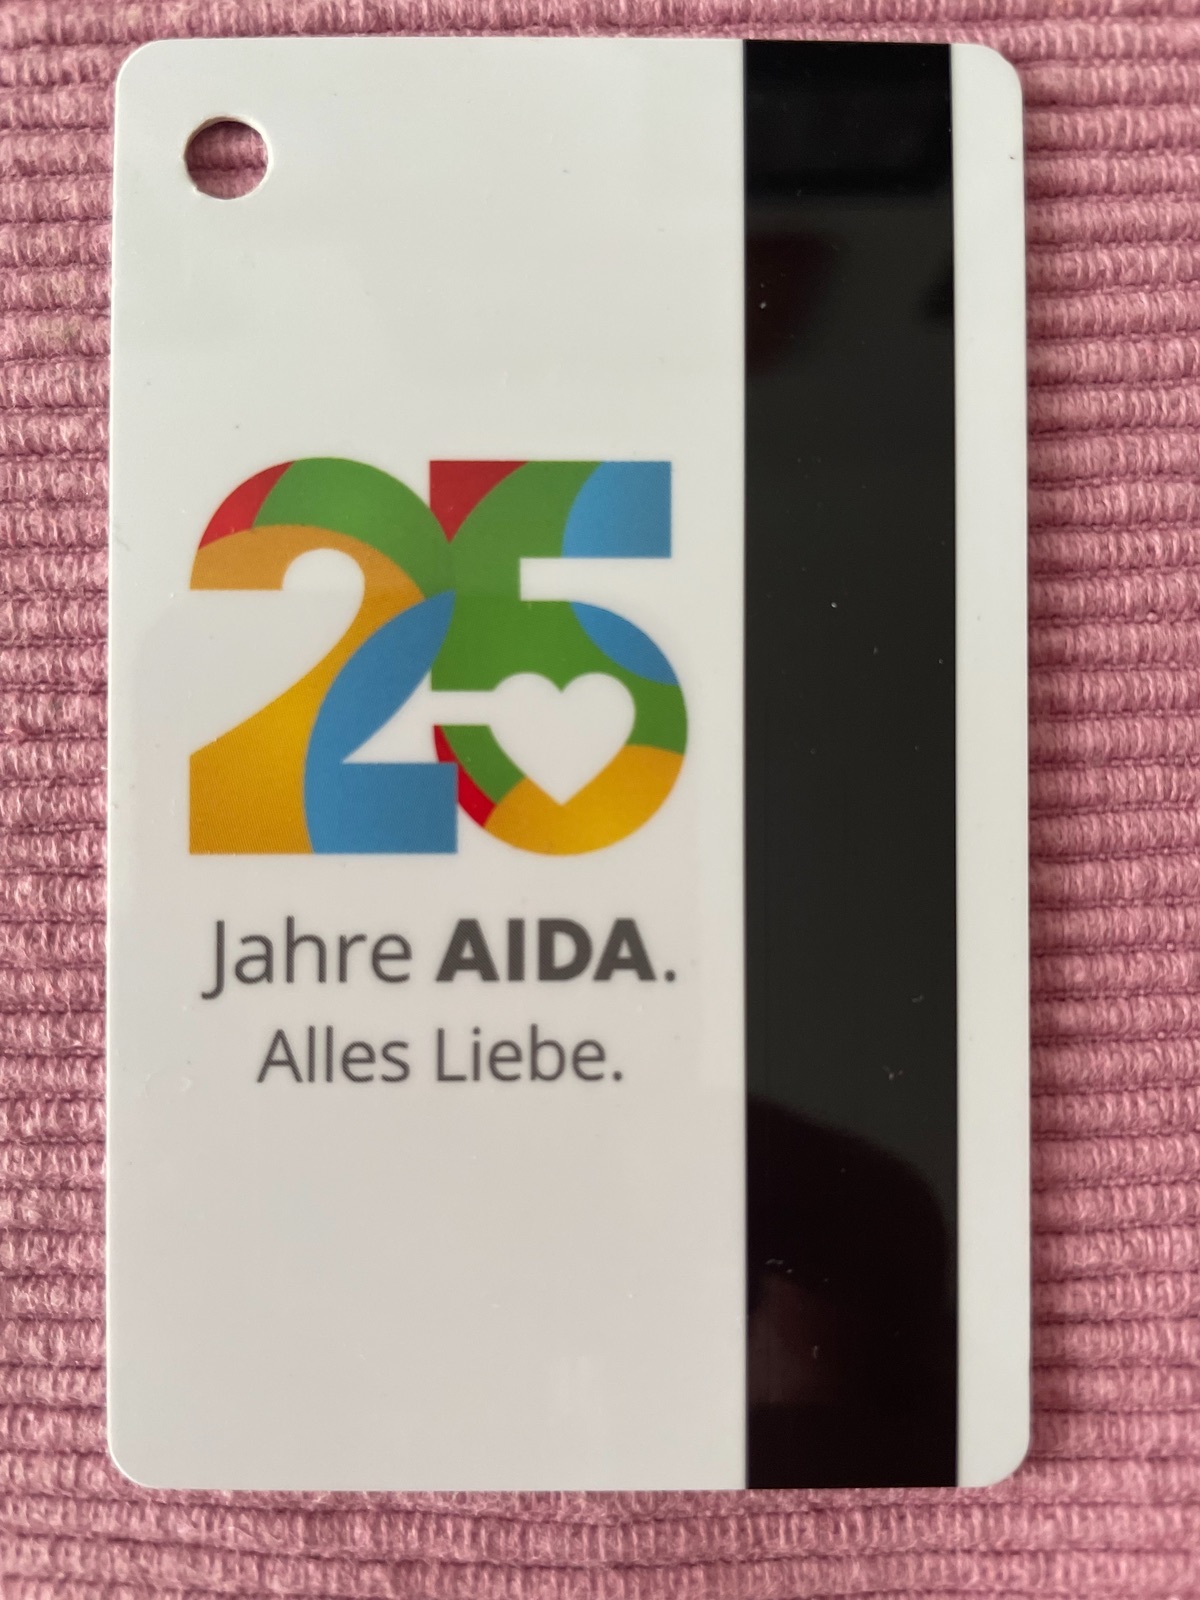 25
Jahre AIDA.
Alles Liebe.